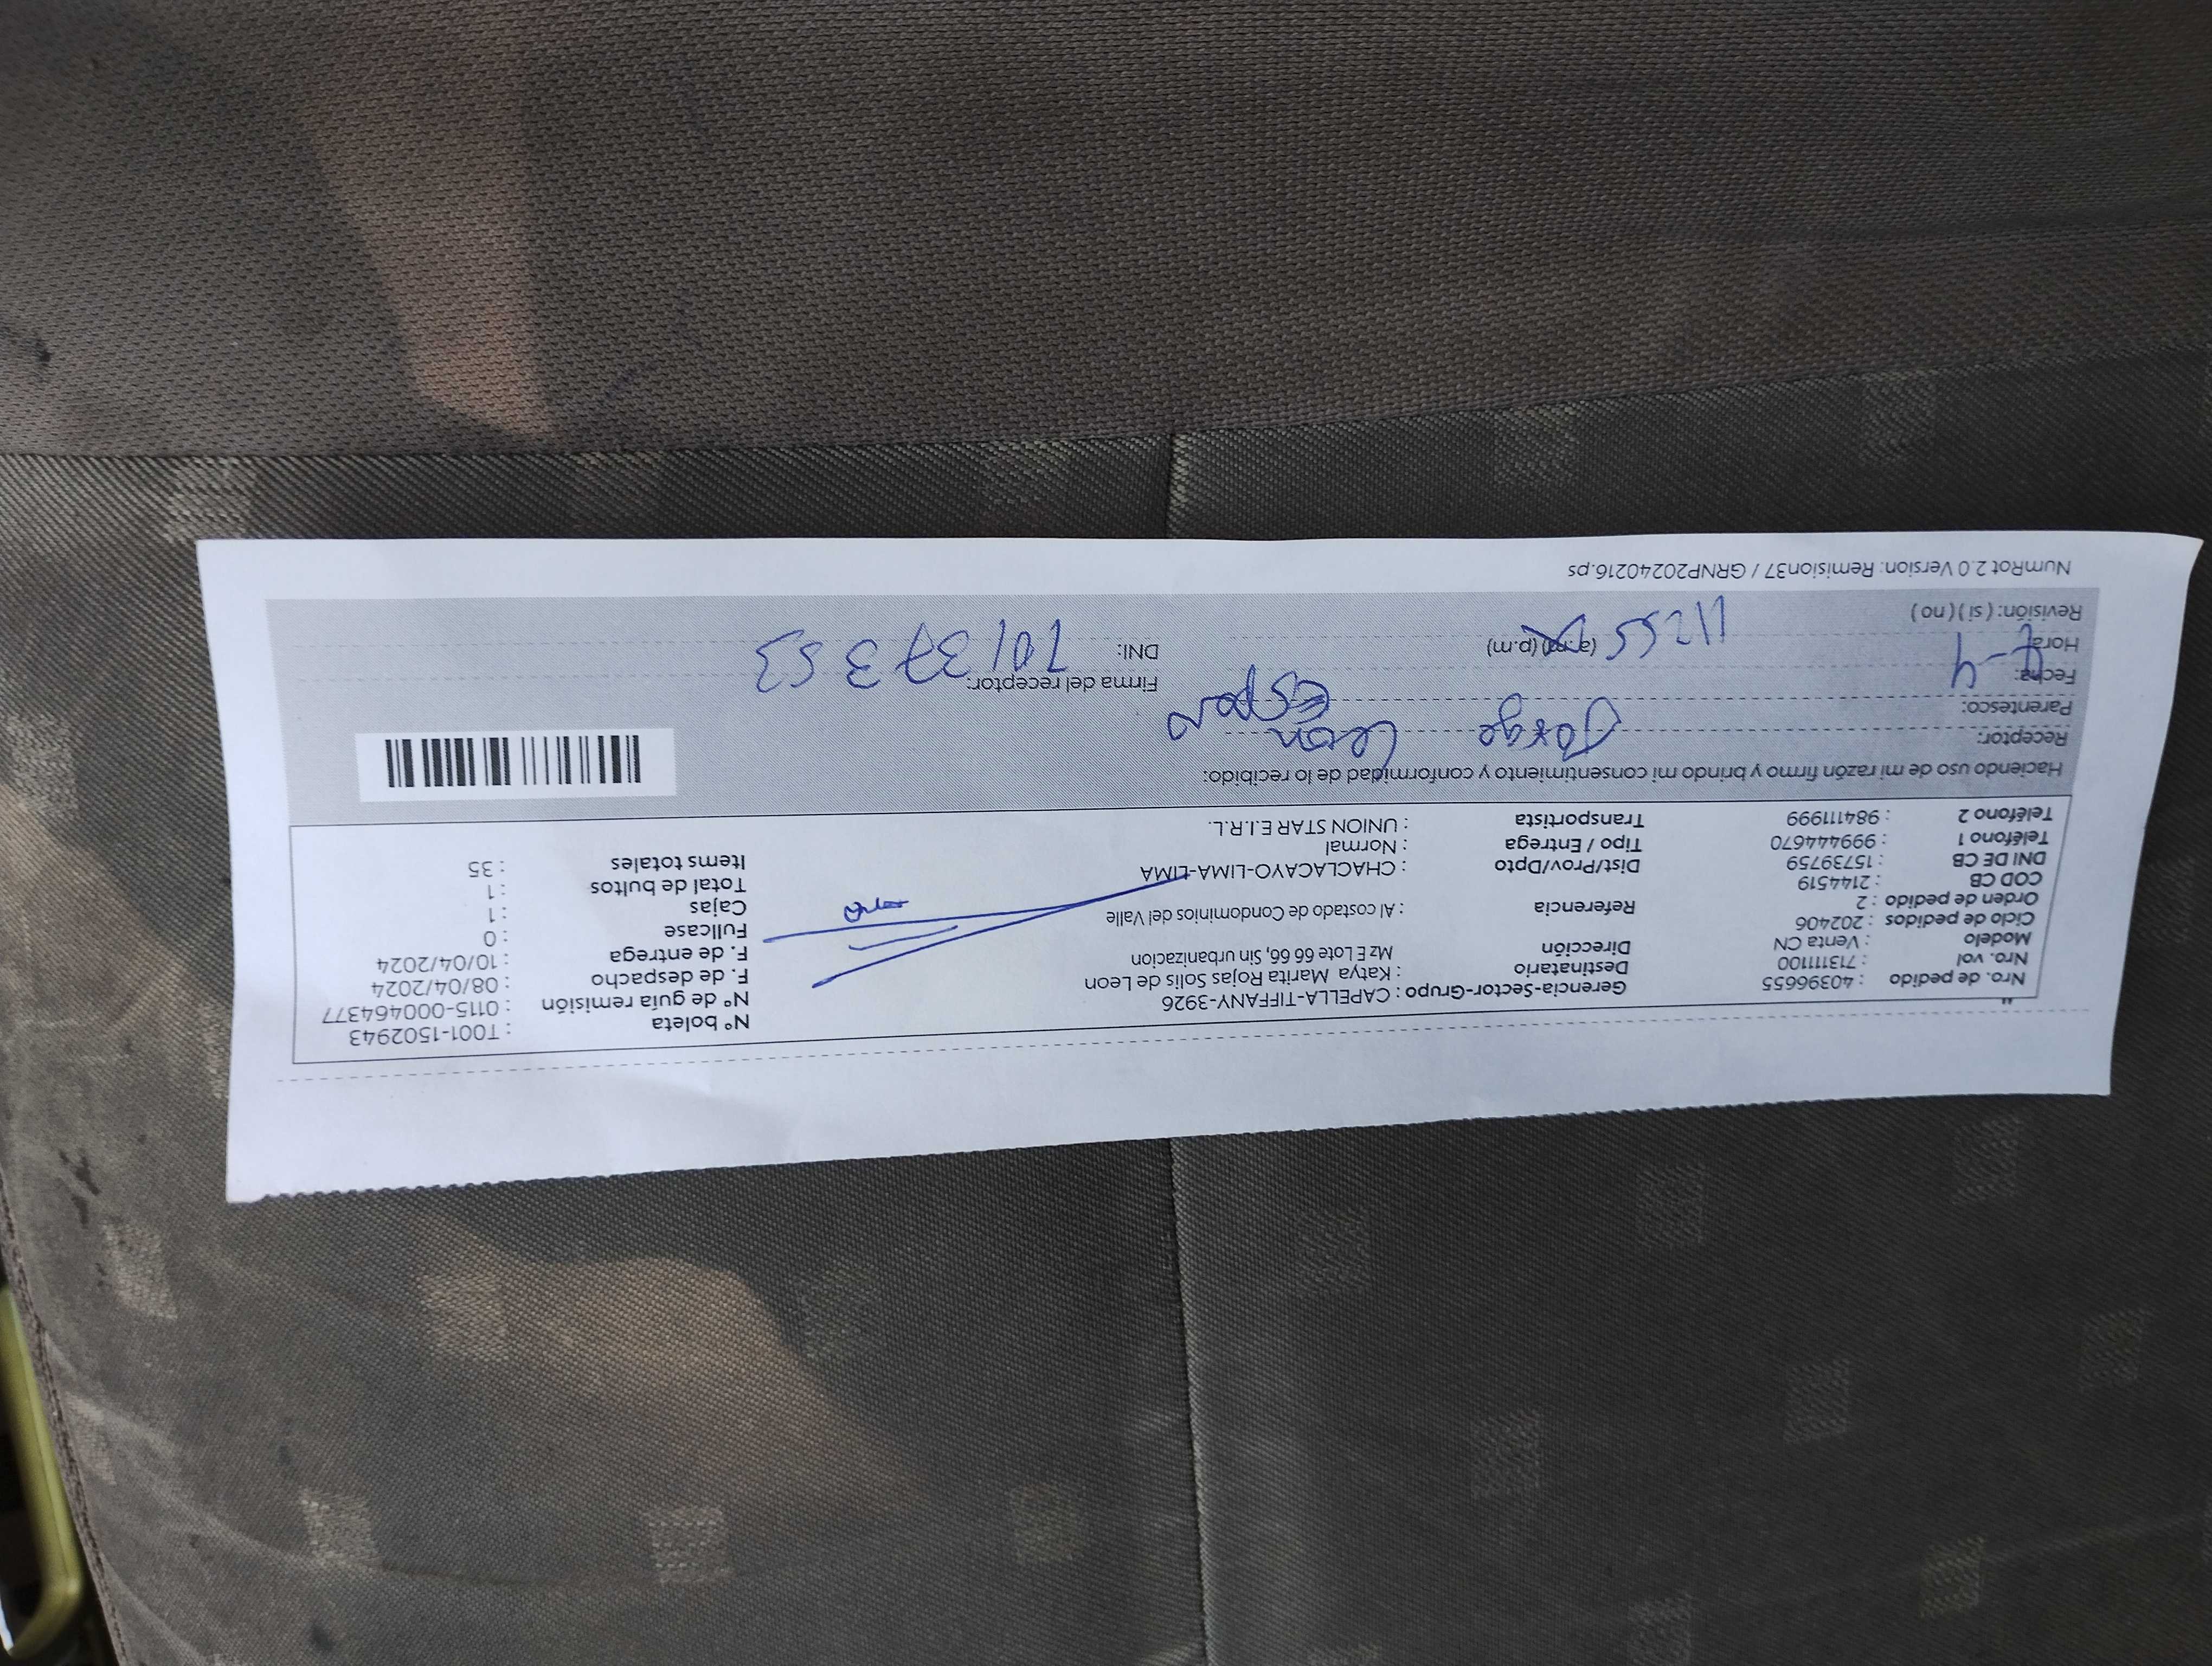 Nro. de pedido : 40396655
Nro. vol : 71311100
Modelo : Venta CN
Ciclo de pedidos : 202406
Orden de pedido : 2
COD CB : 2144519
DNI DE CB : 15739759
Teléfono 1 : 999444670
Teléfono 2 : 984111999
Gerencia-Sector-Grupo : CAPELLA-TIFFANY-3926
Destinatario : Katya Marita Rojas Solis de Leon
Dirección Mz E Lote 66 66, Sin urbanizacion
Referencia : Al costado de Condominios del Valle
Dist/Prov/Dpto : CHACLACAYO-LIMA-LIMA
Tipo / Entrega : Normal
Transportista : UNION STAR E.I.R.L.
N° boleta : T001-1502943
N° de guía remisión : 0115-000464377
F. de despacho : 08/04/2024
F. de entrega : 10/04/2024
Fullcase : 0
Cajas : 1
Total de bultos : 1
Items totales : 35
Haciendo uso de mi razón firmo y brindo mi consentimiento y conformidad de lo recibido:
Receptor: Jorge Leon
Parentesco: Esposo
Fecha:
Hora: (a.m) (p.m)
Revisión: ( si ) ( no )
Firma del receptor:
DNI: 70137353
NumRot 2.0 Version: Remision37 / GRNP20240216.ps